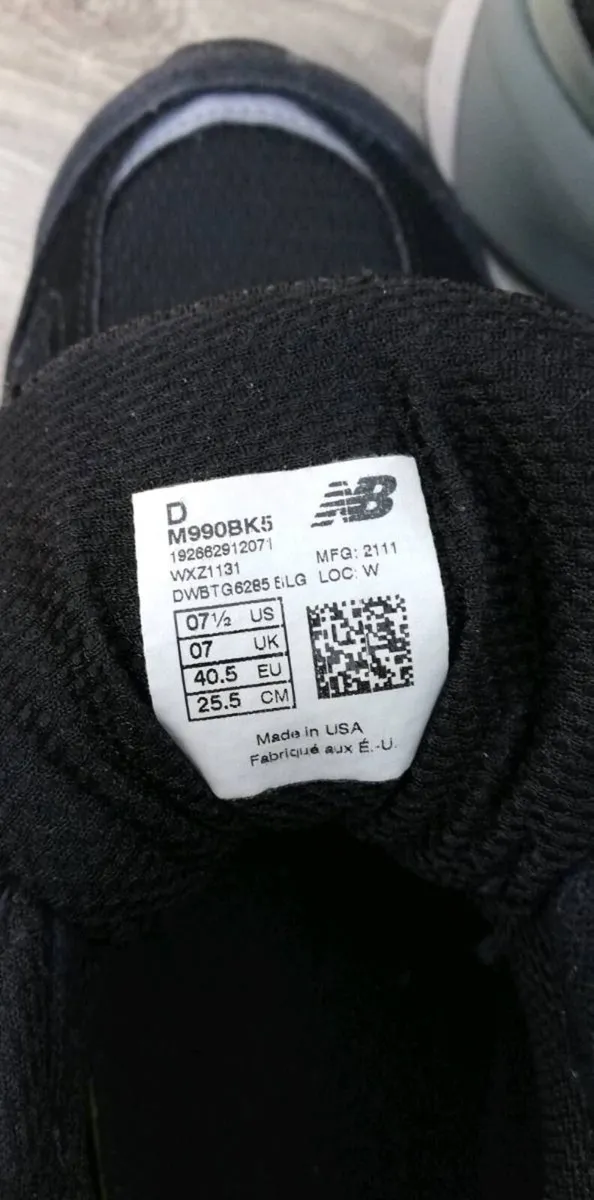 D
NB
M990BK5
192662912071
WXZ1131
MFG: 2111
DWBTG6285
LOC: W
07½ US
07 UK
40.5 EU
25.5 CM
Made in USA
Fabriqué aux É.-U.